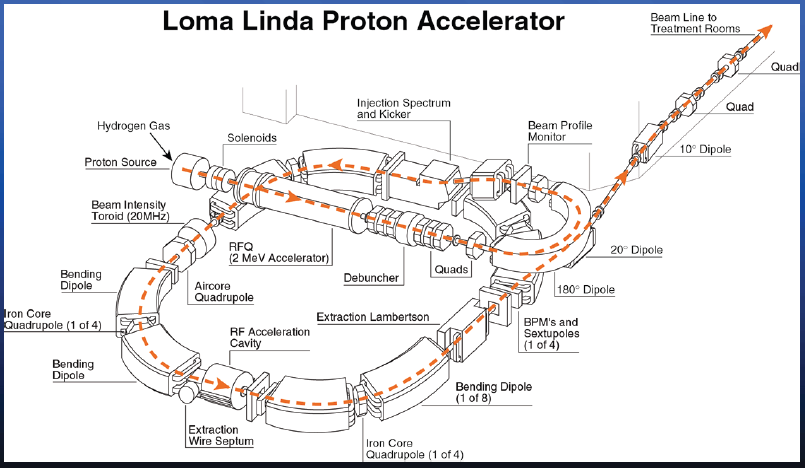 Loma Linda Proton Accelerator
Beam Line to
Treatment Rooms
Quad
Injection Spectrum
and Kicker
Quad
Hydrogen Gas
Solenoids
Beam Profile
Monitor
Proton Source
10° Dipole
Beam Intensity
Toroid (20MHz)
RFQ
(2 MeV Accelerator)
20° Dipole
Debuncher
Quads
Bending
Dipole
Aircore
Quadrupole
180° Dipole
Iron Core
Quadrupole (1 of 4)
Extraction Lambertson
BPM's and
Sextupoles
(1 of 4)
RF Acceleration
Cavity
Bending
Dipole
Bending Dipole
(1 of 8)
Extraction
Wire Septum
Iron Core
Quadrupole (1 of 4)